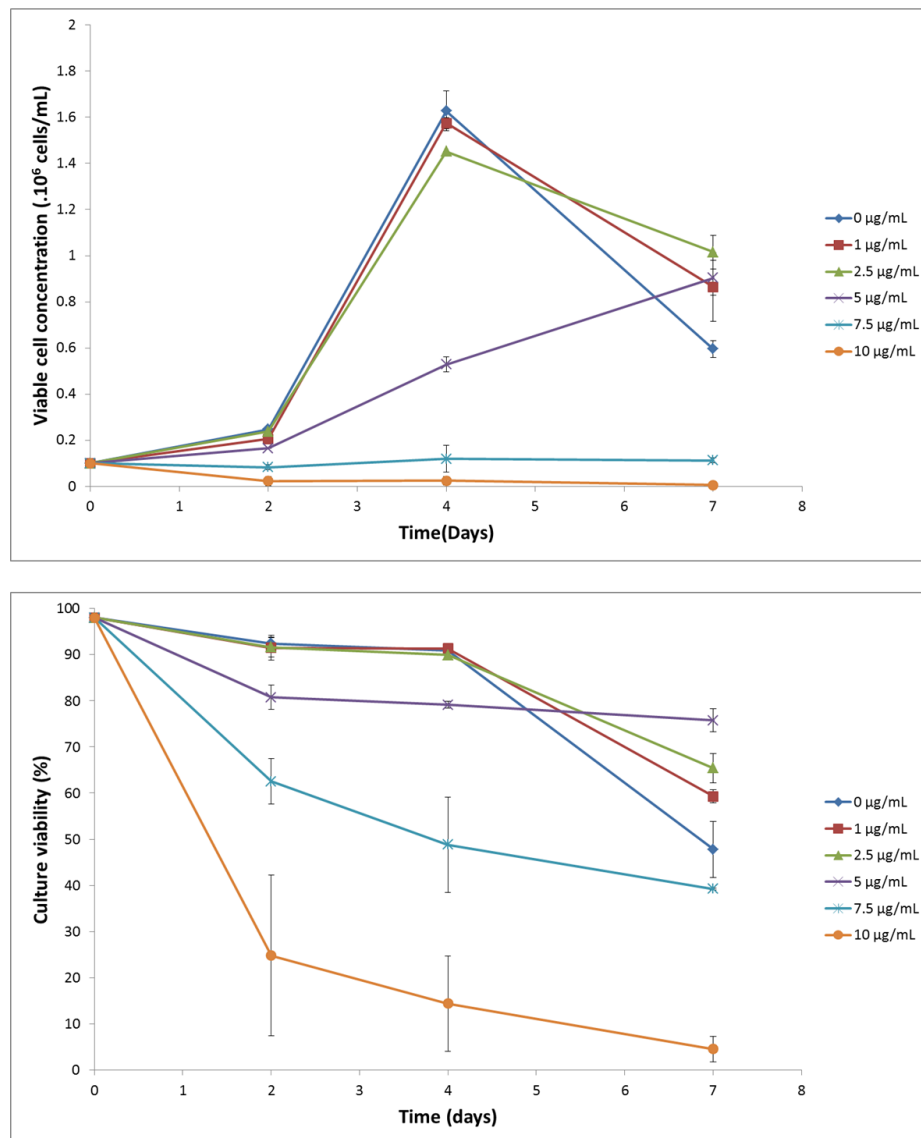 2
1.8
1.6
1.4
1.2
1
0.8
0.6
0.4
0.2
0
Viable cell concentration (.10⁶ cells/mL)
0 1 2 3 4 5 6 7 8
Time(Days)
0 µg/mL
1 µg/mL
2.5 µg/mL
5 µg/mL
7.5 µg/mL
10 µg/mL
100
90
80
70
60
50
40
30
20
10
0
Culture viability (%)
0 1 2 3 4 5 6 7 8
Time (days)
0 µg/mL
1 µg/mL
2.5 µg/mL
5 µg/mL
7.5 µg/mL
10 µg/mL